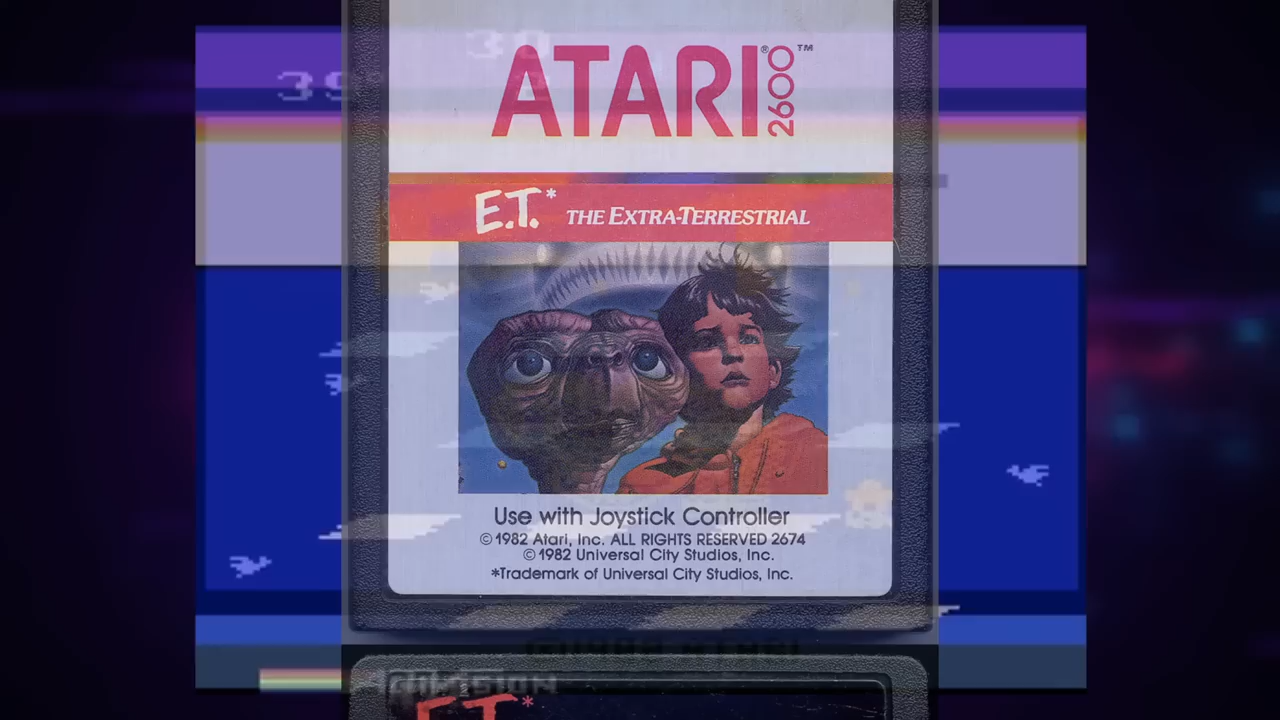 ATARI® 2600™
E.T.* THE EXTRA-TERRESTRIAL
Use with Joystick Controller
© 1982 Atari, Inc. ALL RIGHTS RESERVED 2674
© 1982 Universal City Studios, Inc.
*Trademark of Universal City Studios, Inc.
E.T.*